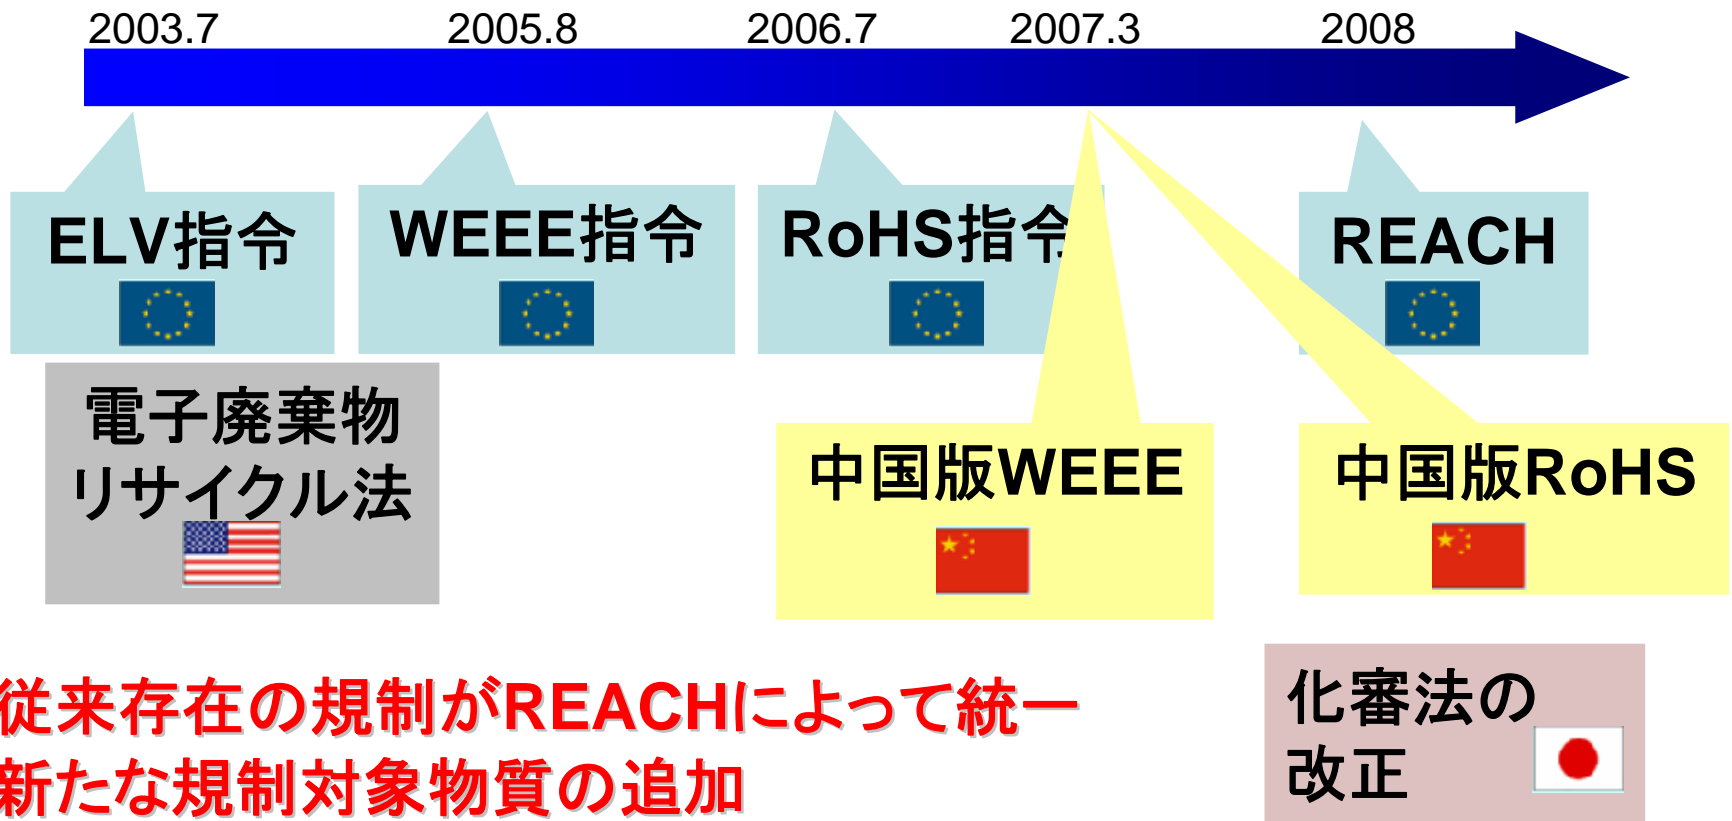 2003.7
2005.8
2006.7
2007.3
2008
ELV指令
WEEE指令
RoHS指令
REACH
電子廃棄物
リサイクル法
中国版WEEE
中国版RoHS
従来存在の規制がREACHによって統一
新たな規制対象物質の追加
化審法の
改正